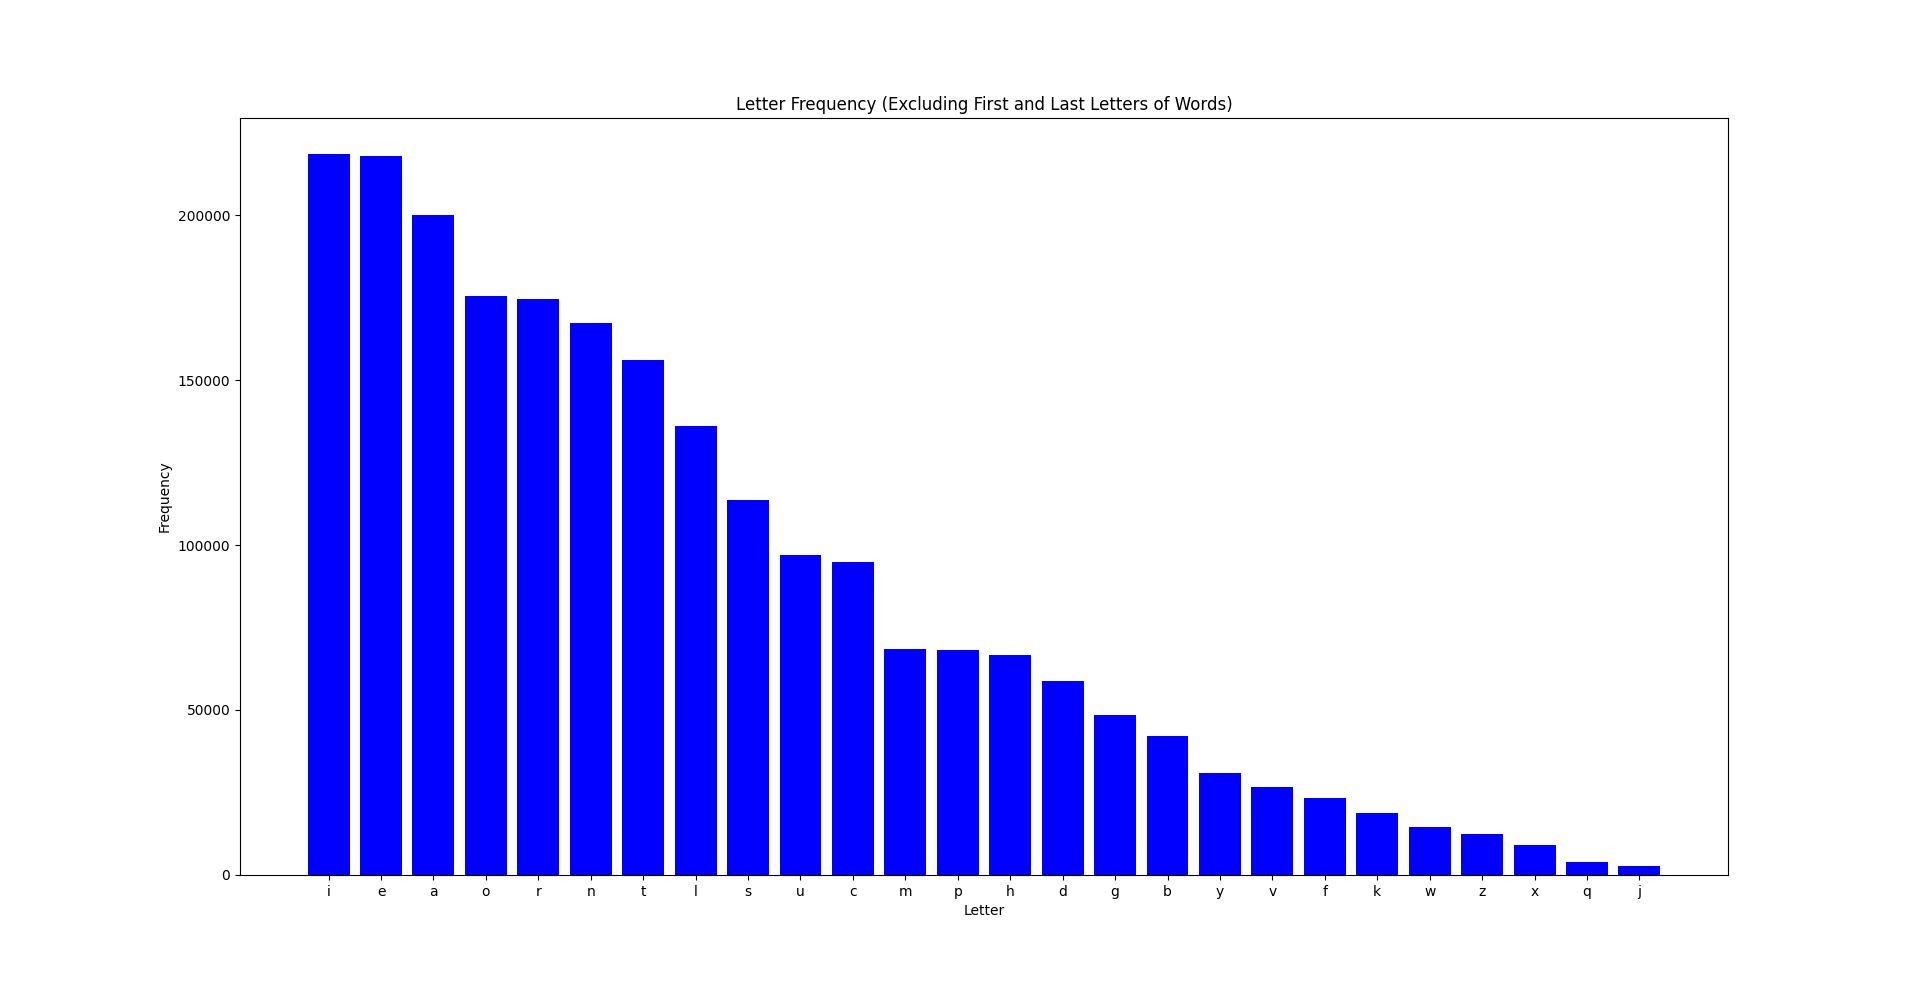 Letter Frequency (Excluding First and Last Letters of Words)
Frequency
200000
150000
100000
50000
0
i e a o r n t l s u c m p h d g b y v f k w z x q j
Letter